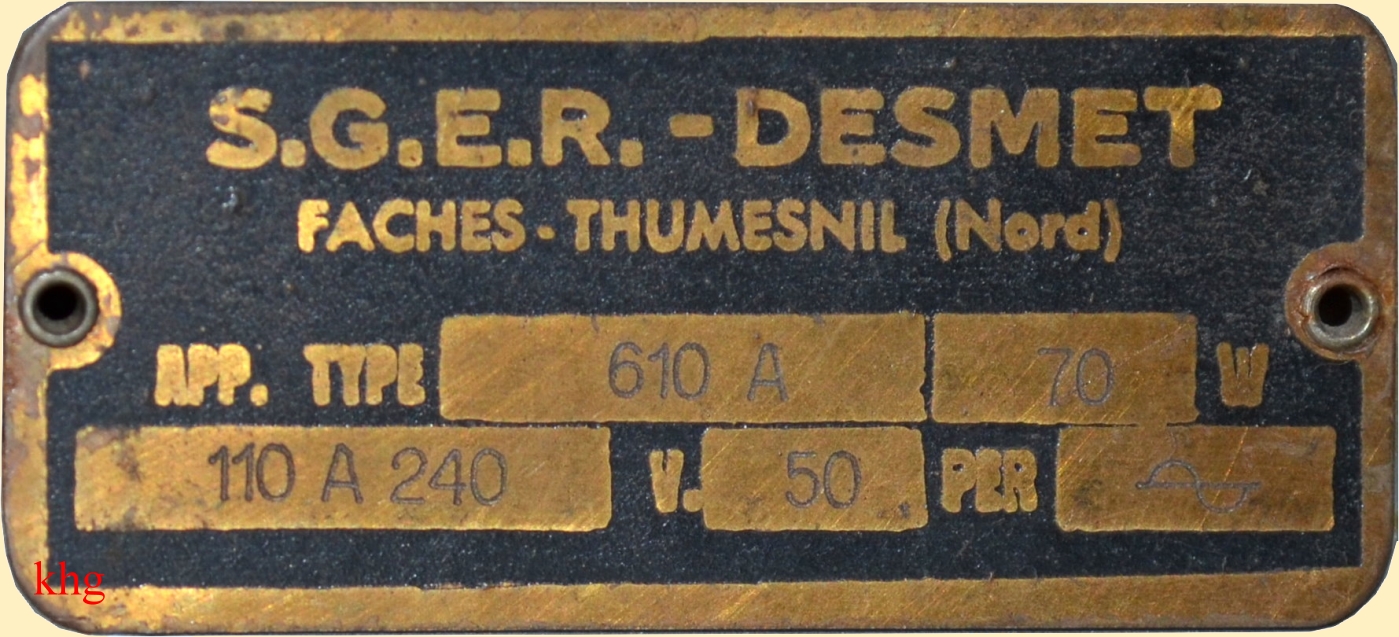 S.G.E.R. - DESMET
FACHES - THUMESNIL (Nord)
APP. TYPE 610 A 70 W
110 A 240 V. 50 PER
khg